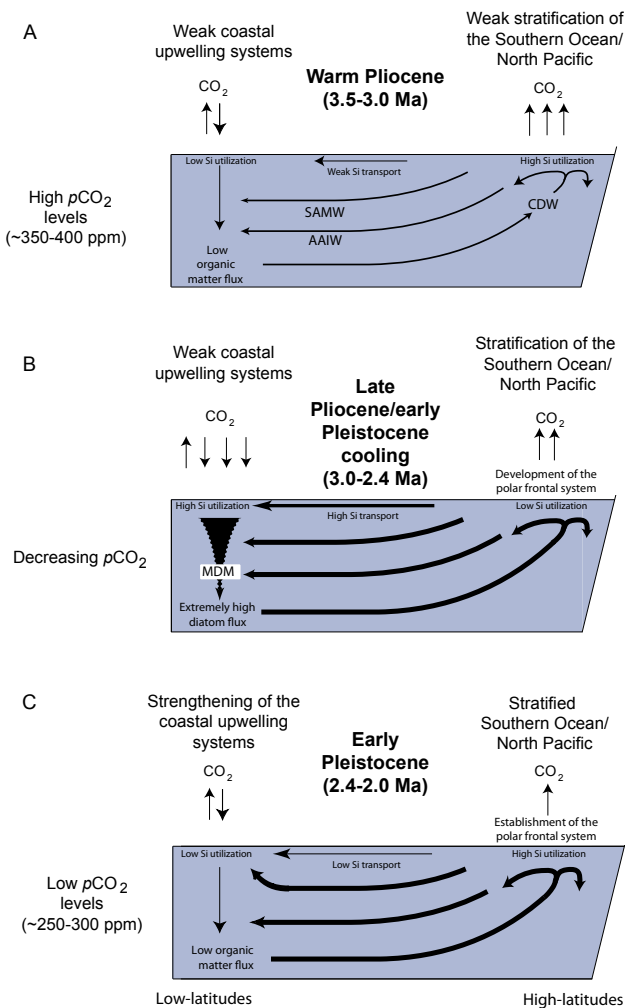 A
Weak coastal
upwelling systems
CO2
Warm Pliocene
(3.5-3.0 Ma)
Weak stratification of
the Southern Ocean/
North Pacific
CO2
High pCO2
levels
(~350-400 ppm)
Low Si utilization
Weak Si transport
High Si utilization
SAMW
CDW
AAIW
Low
organic
matter flux
B
Weak coastal
upwelling systems
CO2
Late
Pliocene/early
Pleistocene
cooling
(3.0-2.4 Ma)
Stratification of the
Southern Ocean/
North Pacific
CO2
Development of the
polar frontal system
Decreasing pCO2
High Si utilization
High Si transport
Low Si utilization
MDM
Extremely high
diatom flux
C
Strengthening of the
coastal upwelling
systems
CO2
Early
Pleistocene
(2.4-2.0 Ma)
Stratified
Southern Ocean/
North Pacific
CO2
Establishment of the
polar frontal system
Low pCO2
levels
(~250-300 ppm)
Low Si utilization
Low Si transport
High Si utilization
Low organic
matter flux
Low-latitudes
High-latitudes